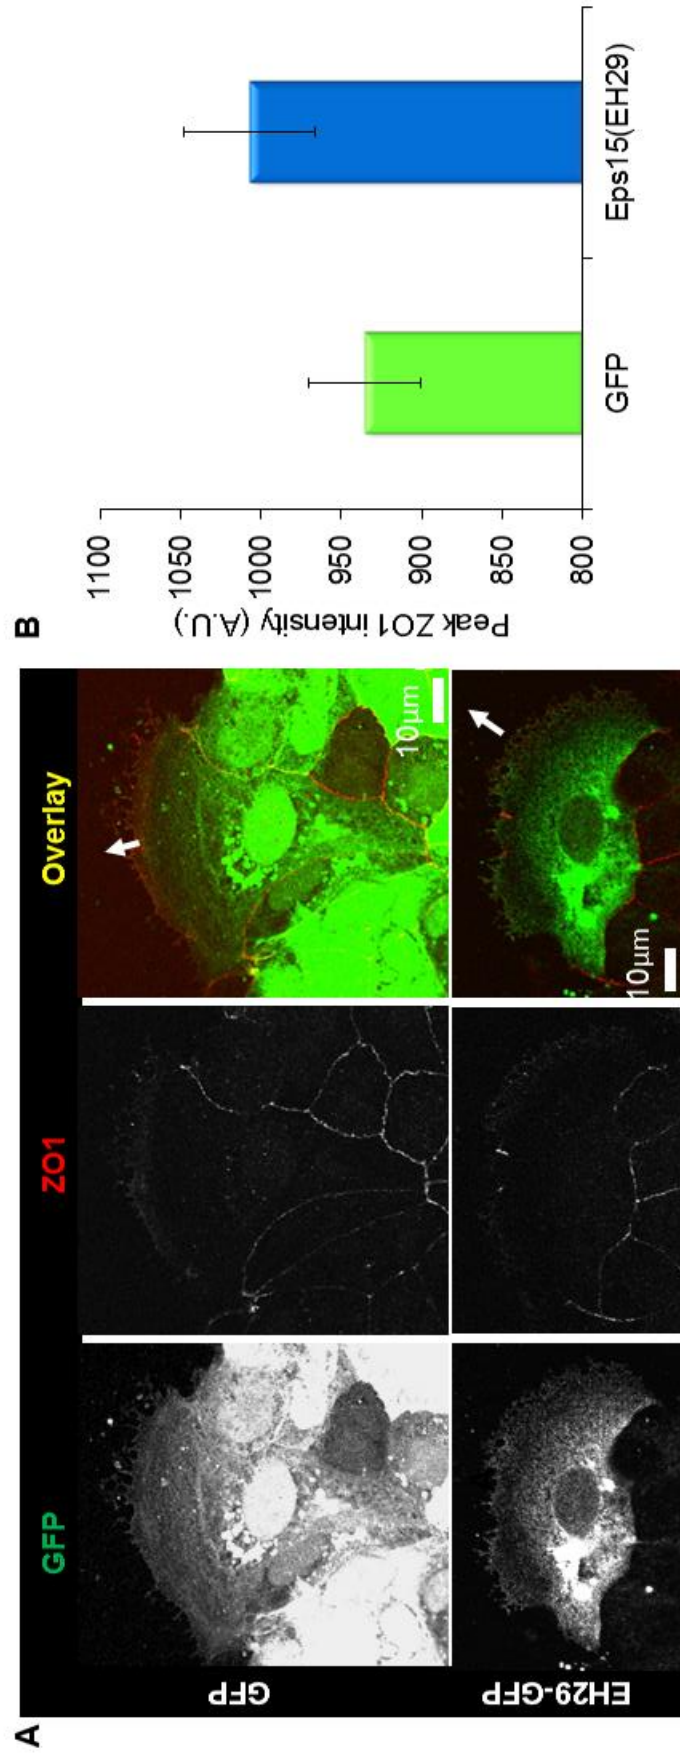 A
GFP
ZO1
Overlay
GFP
EH29-GFP
10μm
10μm
B
Peak ZO1 intensity (A.U.)
1100
1050
1000
950
900
850
800
GFP
Eps15(EH29)